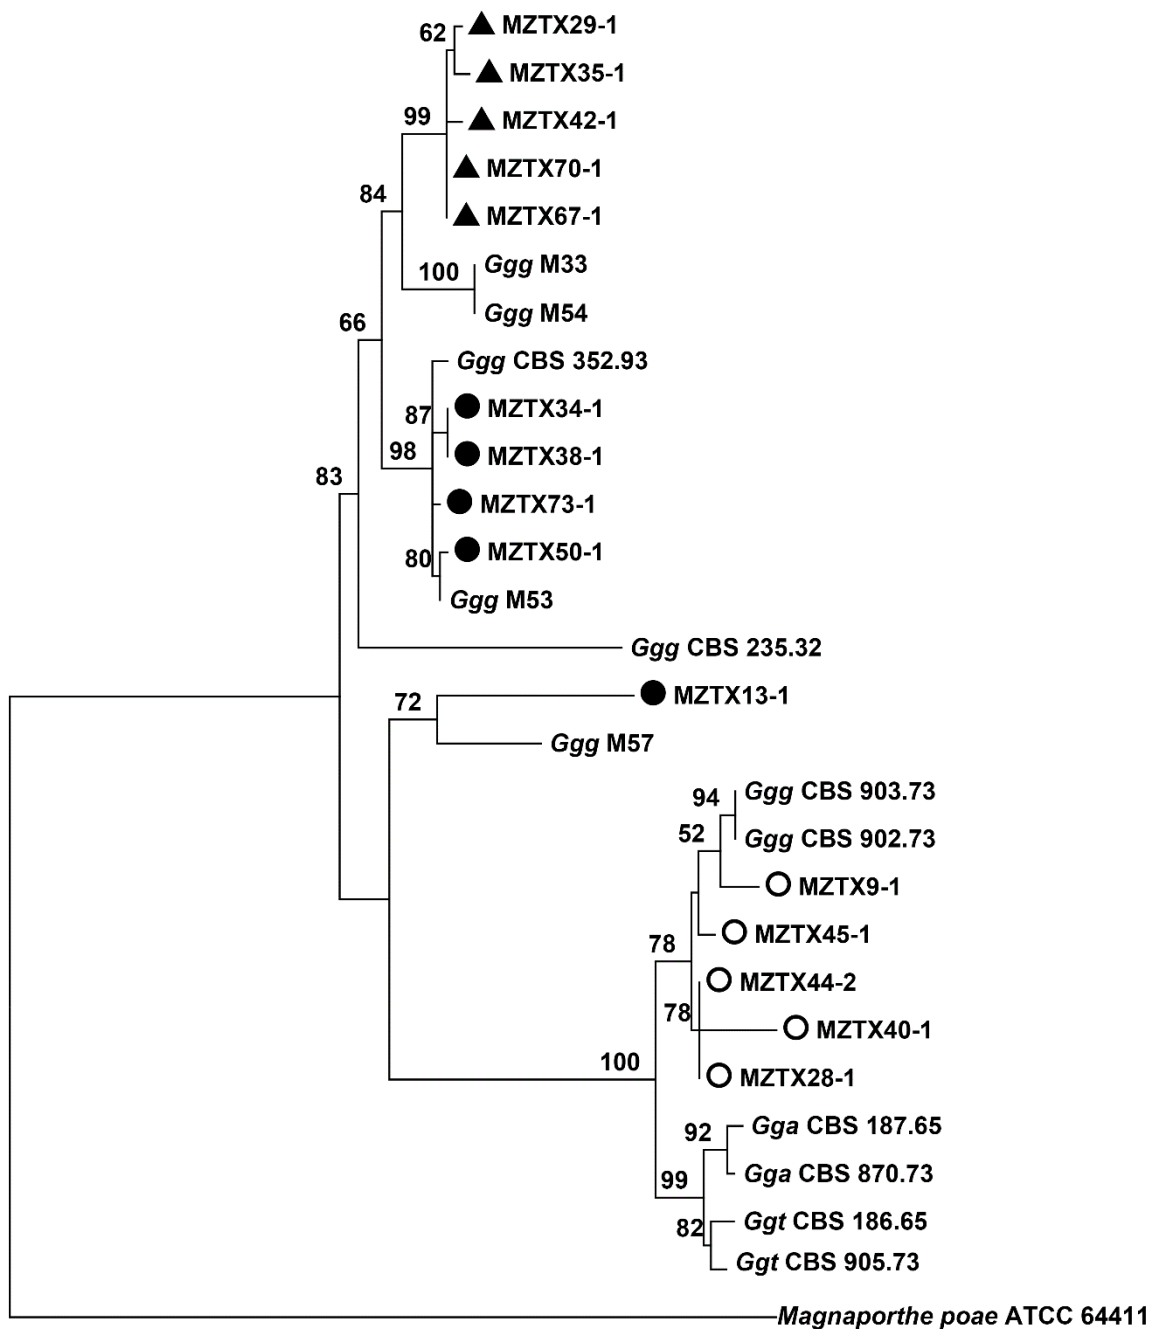 62
MZTX29-1
MZTX35-1
99
MZTX42-1
MZTX70-1
84
MZTX67-1
100
Ggg M33
Ggg M54
66
Ggg CBS 352.93
87
MZTX34-1
98
MZTX38-1
83
MZTX73-1
80
MZTX50-1
Ggg M53
Ggg CBS 235.32
72
MZTX13-1
Ggg M57
94
Ggg CBS 903.73
52
Ggg CBS 902.73
MZTX9-1
78
MZTX45-1
MZTX44-2
78
MZTX40-1
100
MZTX28-1
92
Gga CBS 187.65
99
Gga CBS 870.73
82
Ggt CBS 186.65
Ggt CBS 905.73
Magnaporthe poae ATCC 64411